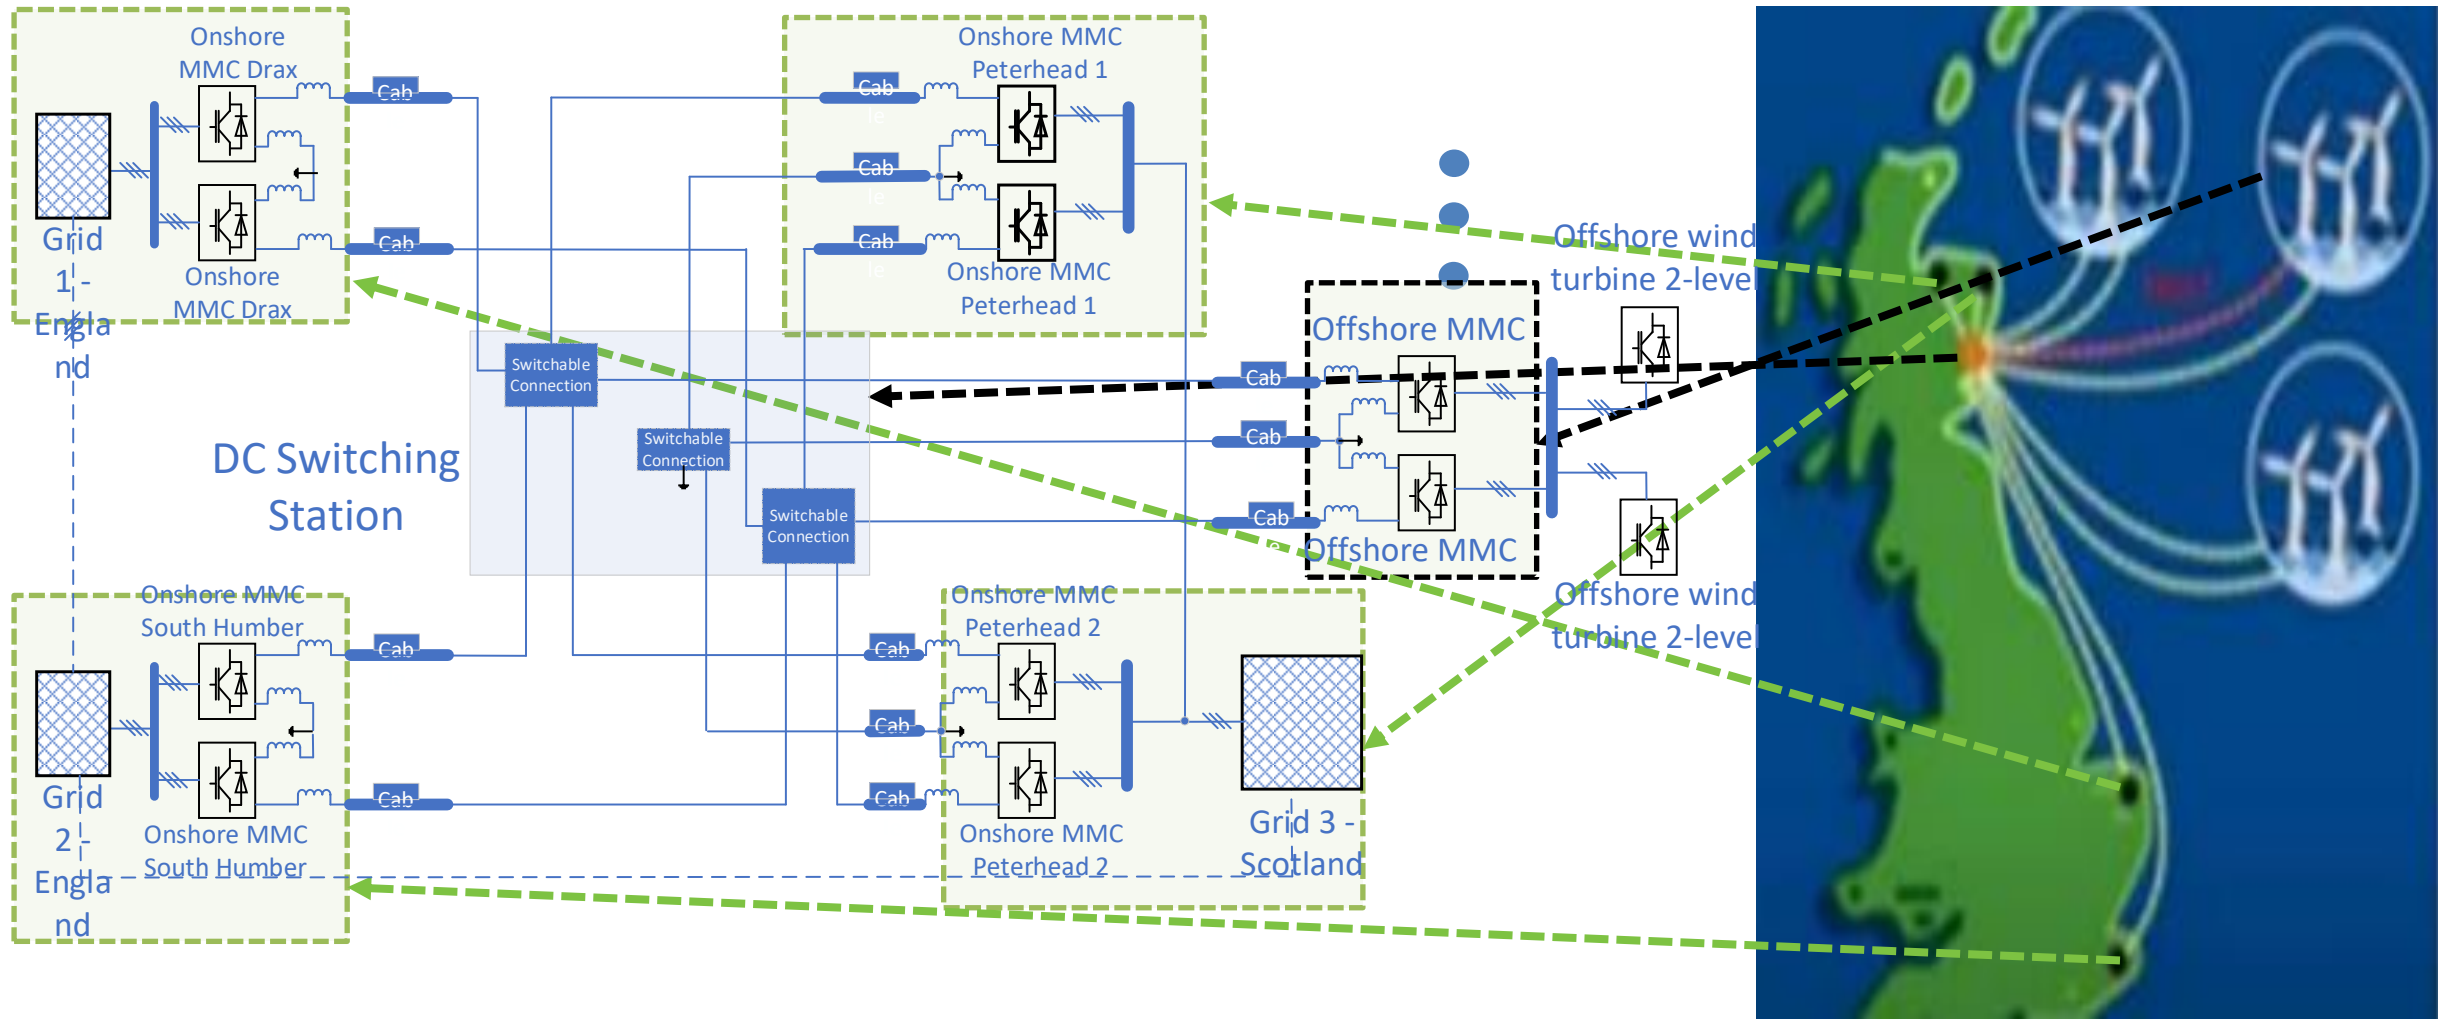 Onshore
MMC Drax
Grid
1 -
Engla
nd
Onshore
MMC Drax
Cab
Cab
Onshore MMC
Peterhead 1
Cab
le
Cab
le
Cab
le
Onshore MMC
Peterhead 1
Switchable
Connection
Switchable
Connection
Switchable
Connection
DC Switching
Station
Offshore wind
turbine 2-level
Offshore MMC
Cab
Cab
Cab
le
Offshore MMC
Offshore wind
turbine 2-level
Onshore MMC
South Humber
Grid
2 -
Engla
nd
Onshore MMC
South Humber
Cab
Cab
Onshore MMC
Peterhead 2
Cab
Cab
Cab
Onshore MMC
Peterhead 2
Grid 3 -
Scotland